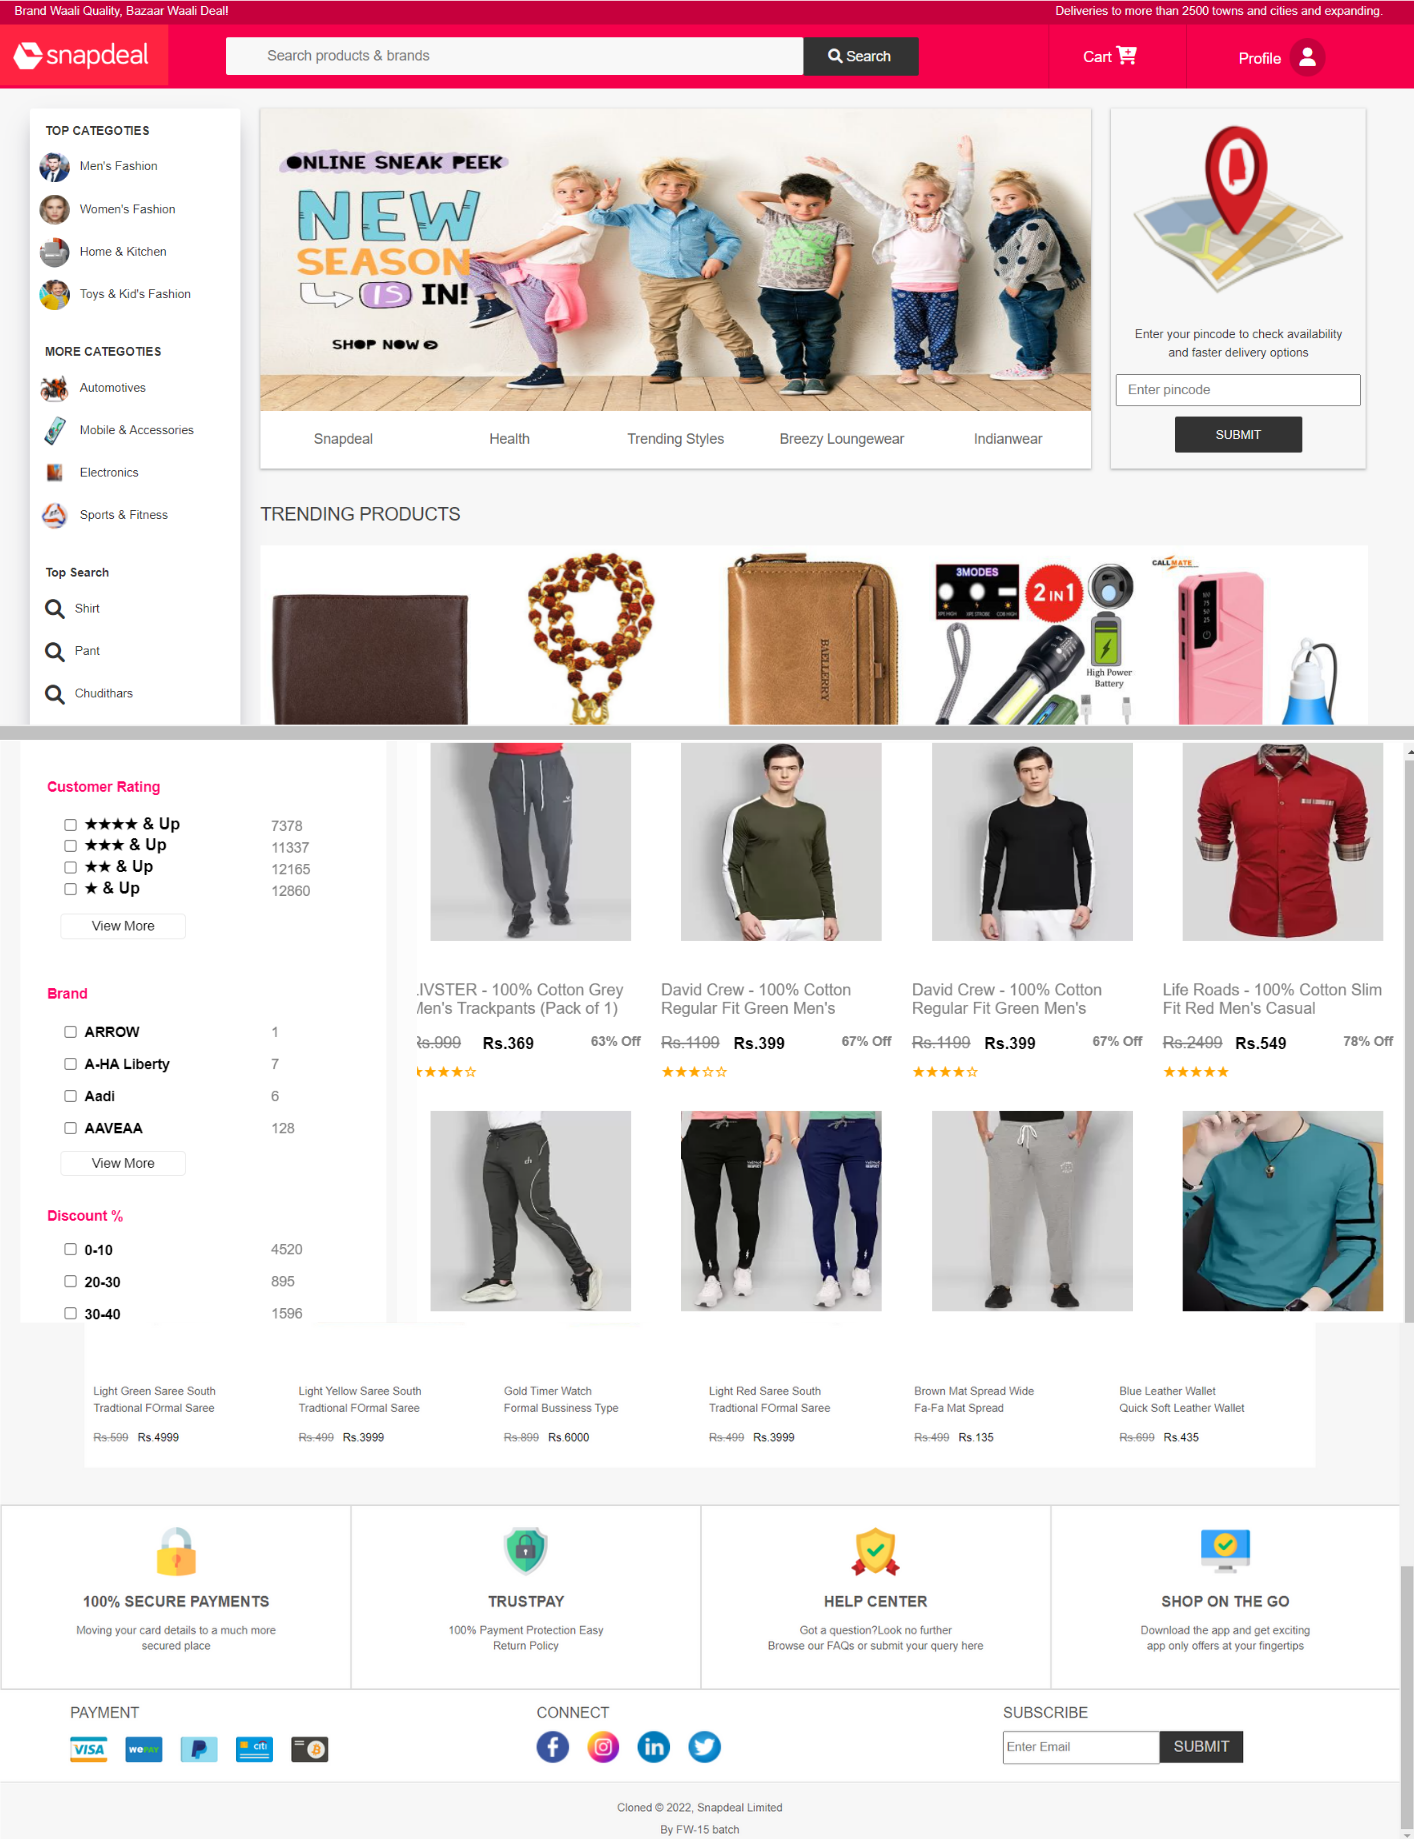 Brand Waali Quality, Bazaar Waali Deal!
Deliveries to more than 2500 towns and cities and expanding.
snapdeal
Search products & brands
Search
Cart
Profile
TOP CATEGOTIES
Men's Fashion
Women's Fashion
Home & Kitchen
Toys & Kid's Fashion
MORE CATEGOTIES
Automotives
Mobile & Accessories
Electronics
Sports & Fitness
Top Search
Shirt
Pant
Chudithars
ONLINE SNEAK PEEK
NEW
SEASON
IS IN!
SHOP NOW
Snapdeal
Health
Trending Styles
Breezy Loungewear
Indianwear
Enter your pincode to check availability
and faster delivery options
Enter pincode
SUBMIT
TRENDING PRODUCTS
BAELLERRY
3MODES
2 IN 1
High Power
Battery
CALLMATE
100
75
50
25
Customer Rating
★★★★ & Up 7378
★★★ & Up 11337
★★ & Up 12165
★ & Up 12860
View More
Brand
ARROW 1
A-HA Liberty 7
Aadi 6
AAVEAA 128
View More
Discount %
0-10 4520
20-30 895
30-40 1596
IVSTER - 100% Cotton Grey
Men's Trackpants (Pack of 1)
Rs.999 Rs.369 63% Off
David Crew - 100% Cotton
Regular Fit Green Men's
Rs.1199 Rs.399 67% Off
David Crew - 100% Cotton
Regular Fit Green Men's
Rs.1199 Rs.399 67% Off
Life Roads - 100% Cotton Slim
Fit Red Men's Casual
Rs.2499 Rs.549 78% Off
Light Green Saree South
Tradtional FOrmal Saree
Rs.599 Rs.4999
Light Yellow Saree South
Tradtional FOrmal Saree
Rs.499 Rs.3999
Gold Timer Watch
Formal Bussiness Type
Rs.899 Rs.6000
Light Red Saree South
Tradtional FOrmal Saree
Rs.499 Rs.3999
Brown Mat Spread Wide
Fa-Fa Mat Spread
Rs.499 Rs.135
Blue Leather Wallet
Quick Soft Leather Wallet
Rs.699 Rs.435
100% SECURE PAYMENTS
Moving your card details to a much more
secured place
TRUSTPAY
100% Payment Protection Easy
Return Policy
HELP CENTER
Got a question?Look no further
Browse our FAQs or submit your query here
SHOP ON THE GO
Download the app and get exciting
app only offers at your fingertips
PAYMENT
VISA
wePAY
citi
CONNECT
SUBSCRIBE
Enter Email
SUBMIT
Cloned © 2022, Snapdeal Limited
By FW-15 batch